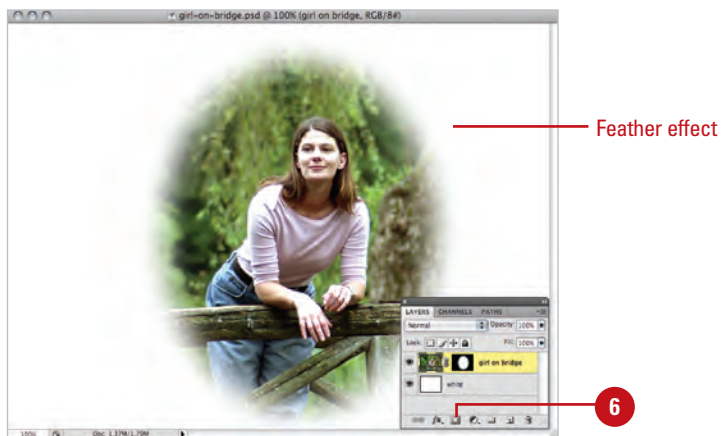 girl-on-bridge.psd @ 100% (girl on bridge, RGB/8#)
Feather effect
LAYERS CHANNELS PATHS
Normal Opacity: 100%
Lock: Fill: 100%
girl on bridge
white
fx.
6
100% Doc: 1.37M/1.79M